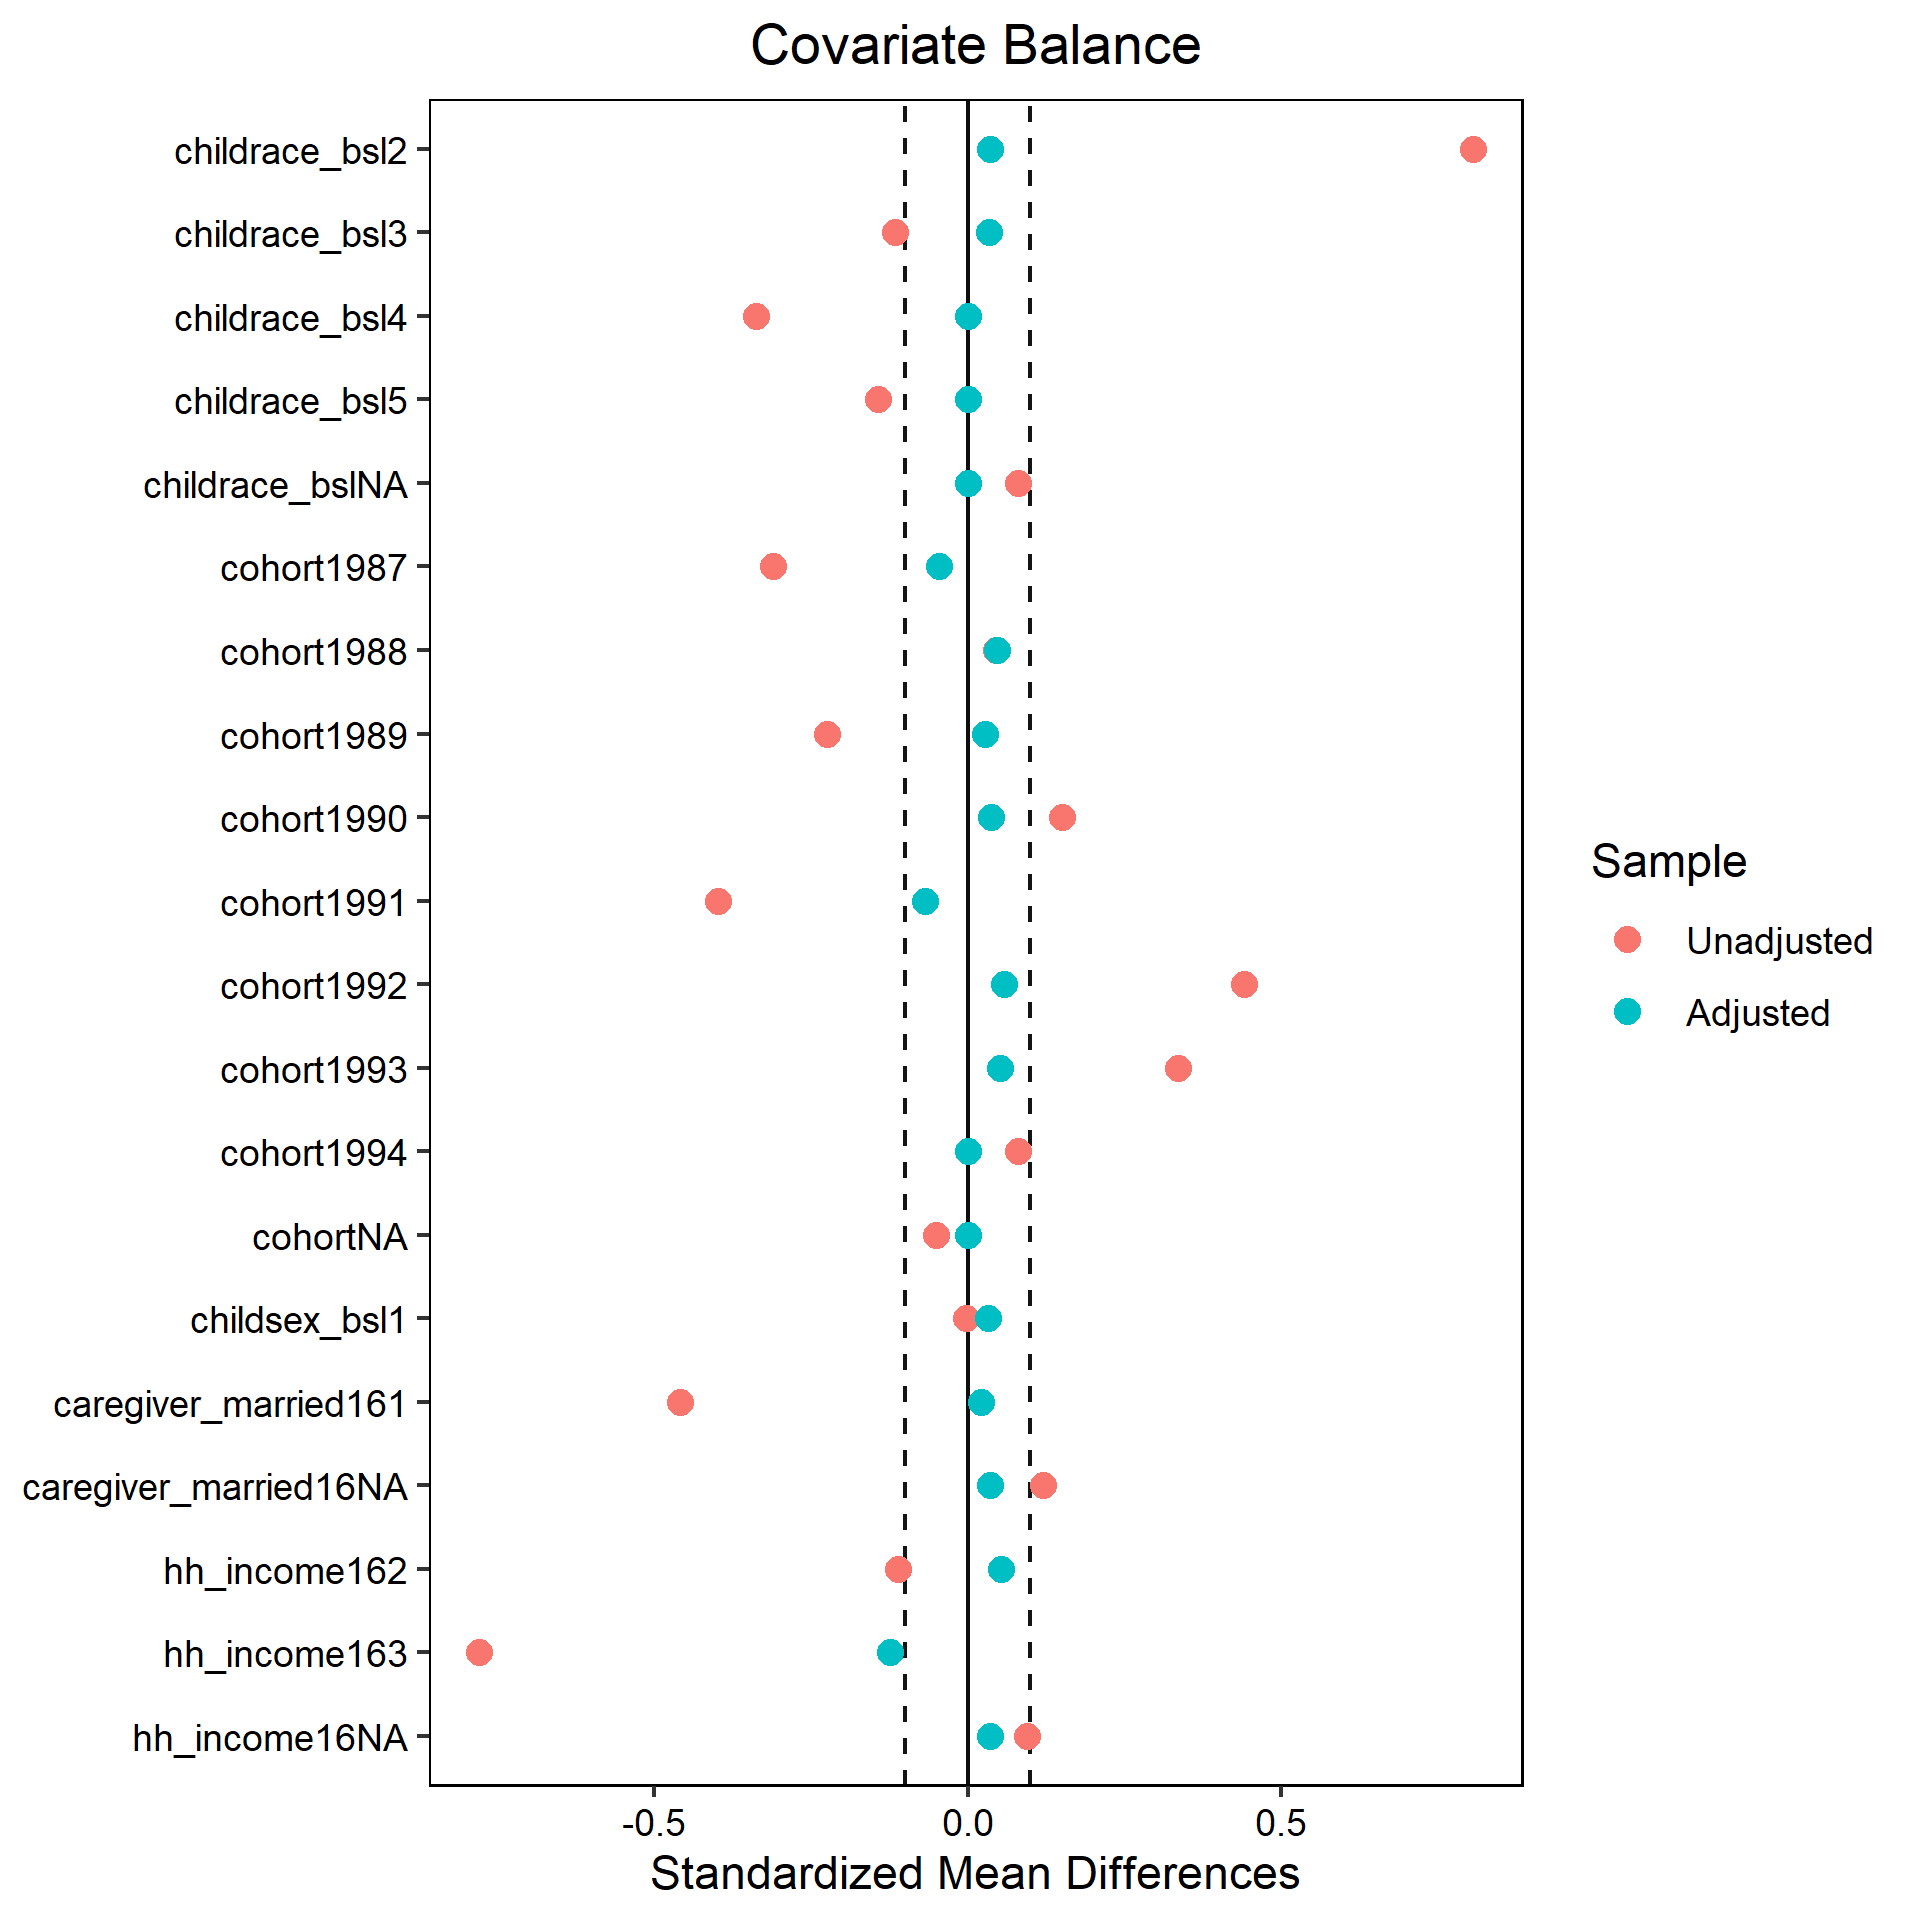 Covariate Balance
childrace_bsl2
childrace_bsl3
childrace_bsl4
childrace_bsl5
childrace_bslNA
cohort1987
cohort1988
cohort1989
cohort1990
cohort1991
cohort1992
cohort1993
cohort1994
cohortNA
childsex_bsl1
caregiver_married161
caregiver_married16NA
hh_income162
hh_income163
hh_income16NA
-0.5 0.0 0.5
Standardized Mean Differences
Sample
Unadjusted
Adjusted